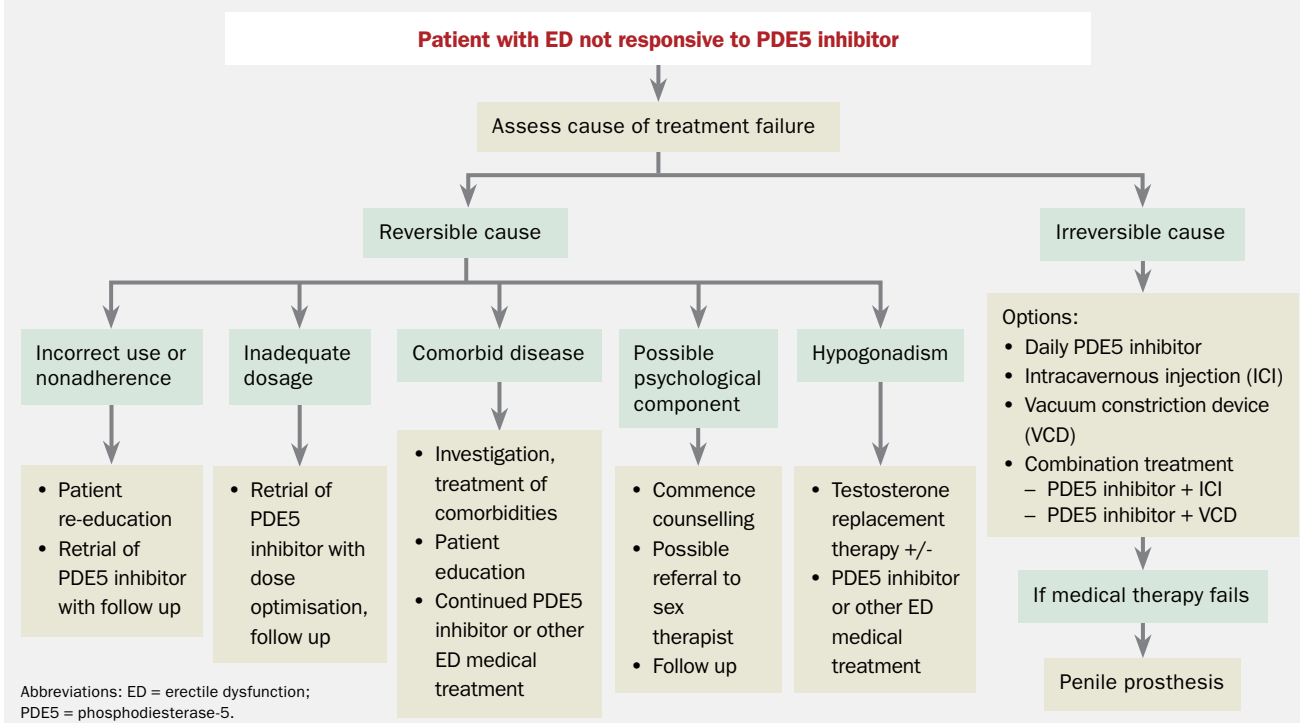 Patient with ED not responsive to PDE5 inhibitor
Assess cause of treatment failure
Reversible cause
Irreversible cause
Incorrect use or
nonadherence
Inadequate
dosage
Comorbid disease
Possible
psychological
component
Hypogonadism
• Patient
re-education
• Retrial of
PDE5 inhibitor
with follow up
• Retrial of
PDE5
inhibitor with
dose
optimisation,
follow up
• Investigation,
treatment of
comorbidities
• Patient
education
• Continued PDE5
inhibitor or other
ED medical
treatment
• Commence
counselling
• Possible
referral to
sex
therapist
• Follow up
• Testosterone
replacement
therapy +/-
• PDE5 inhibitor
or other ED
medical
treatment
Options:
• Daily PDE5 inhibitor
• Intracavernous injection (ICI)
• Vacuum constriction device
(VCD)
• Combination treatment
– PDE5 inhibitor + ICI
– PDE5 inhibitor + VCD
If medical therapy fails
Penile prosthesis
Abbreviations: ED = erectile dysfunction;
PDE5 = phosphodiesterase-5.